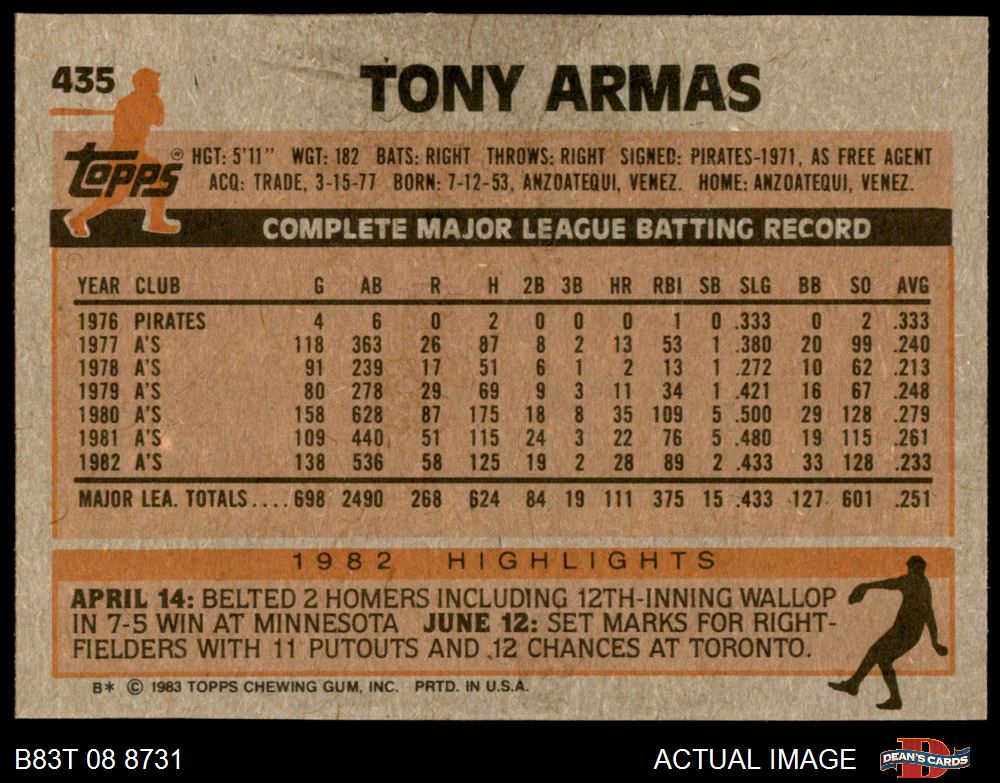 435
TONY ARMAS
topps®
HGT: 5'11" WGT: 182 BATS: RIGHT THROWS: RIGHT SIGNED: PIRATES-1971, AS FREE AGENT
ACQ: TRADE, 3-15-77 BORN: 7-12-53, ANZOATEQUI, VENEZ. HOME: ANZOATEQUI, VENEZ.
COMPLETE MAJOR LEAGUE BATTING RECORD
YEAR CLUB G AB R H 2B 3B HR RBI SB SLG BB SO AVG
1976 PIRATES 4 6 0 2 0 0 0 1 0 .333 0 2 .333
1977 A'S 118 363 26 87 8 2 13 53 1 .380 20 99 .240
1978 A'S 91 239 17 51 6 1 2 13 1 .272 10 62 .213
1979 A'S 80 278 29 69 9 3 11 34 1 .421 16 67 .248
1980 A'S 158 628 87 175 18 8 35 109 5 .500 29 128 .279
1981 A'S 109 440 51 115 24 3 22 76 5 .480 19 115 .261
1982 A'S 138 536 58 125 19 2 28 89 2 .433 33 128 .233
MAJOR LEA. TOTALS.... 698 2490 268 624 84 19 111 375 15 .433 127 601 .251
1982 HIGHLIGHTS
APRIL 14: BELTED 2 HOMERS INCLUDING 12TH-INNING WALLOP
IN 7-5 WIN AT MINNESOTA JUNE 12: SET MARKS FOR RIGHT-
FIELDERS WITH 11 PUTOUTS AND 12 CHANCES AT TORONTO.
B* © 1983 TOPPS CHEWING GUM, INC. PRTD. IN U.S.A.
B83T 08 8731 ACTUAL IMAGE DEAN'S CARDS